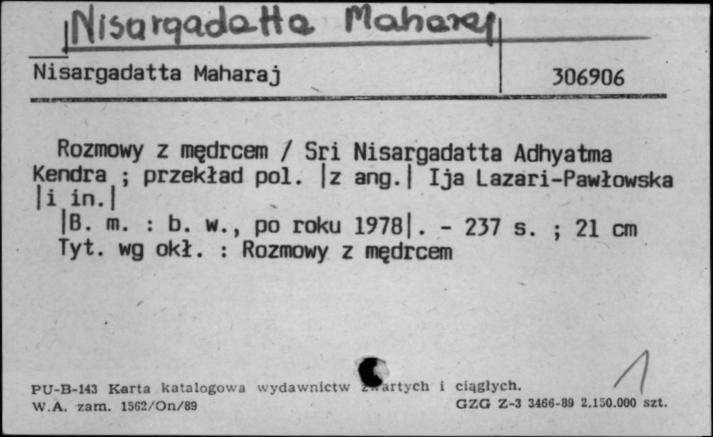 Nisargadatta Maharaj
Nisargadatta Maharaj 306906
Rozmowy z mędrcem / Sri Nisargadatta Adhyatma
Kendra ; przekład pol. |z ang.| Ija Lazari-Pawłowska
|i in.|
|B. m. : b. w., po roku 1978|. - 237 s. ; 21 cm
Tyt. wg okł. : Rozmowy z mędrcem
1
PU-B-143 Karta katalogowa wydawnictw zwartych i ciągłych.
W.A. zam. 1562/On/89 GZG Z-3 3466-89 2.150.000 szt.